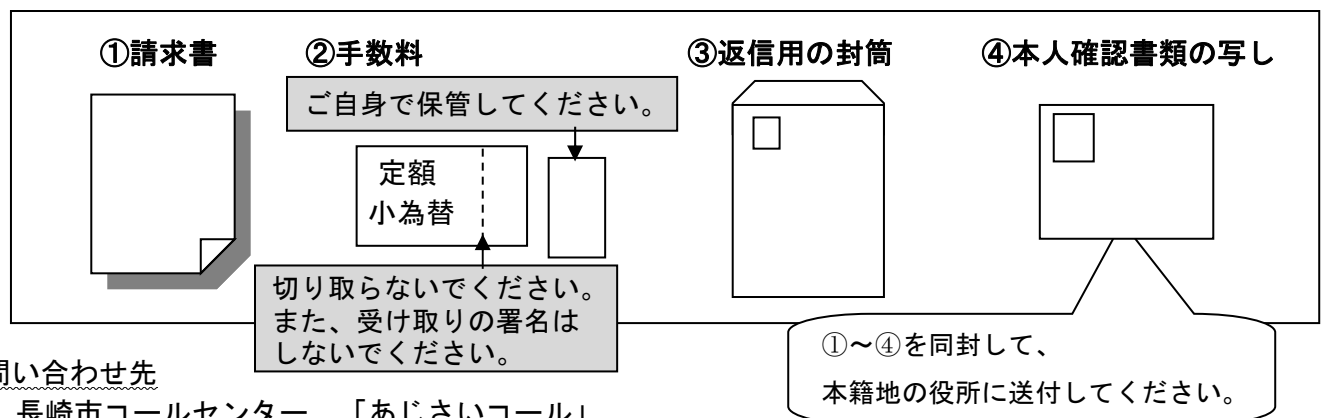 ①請求書
②手数料
③返信用の封筒
④本人確認書類の写し
ご自身で保管してください。
定額
小為替
切り取らないでください。
また、受け取りの署名は
しないでください。
①~④を同封して、
本籍地の役所に送付してください。
問い合わせ先
長崎市コールセンター 「あじさいコール」